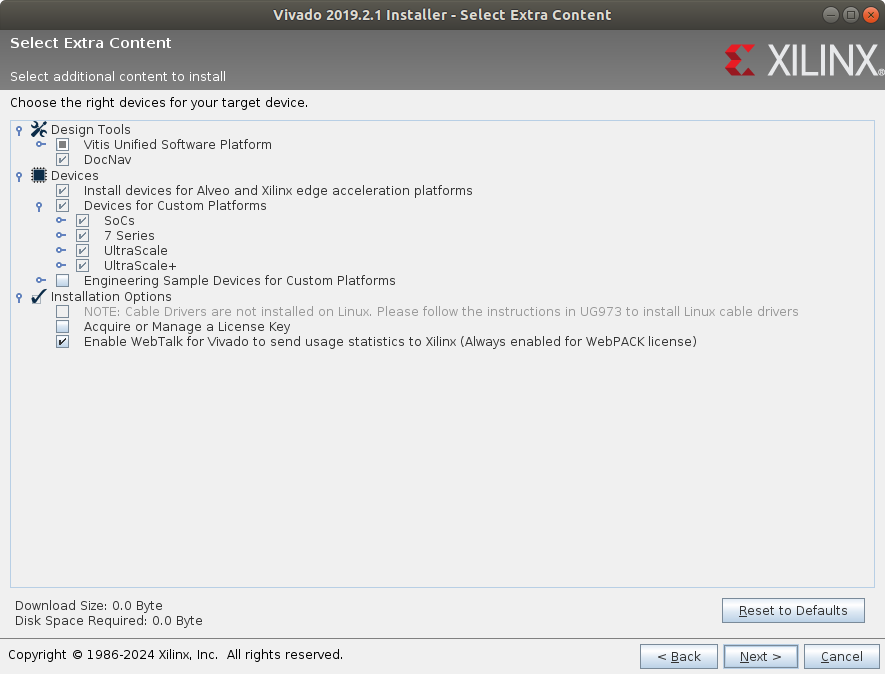 Vivado 2019.2.1 Installer - Select Extra Content
Select Extra Content
XILINX®
Select additional content to install
Choose the right devices for your target device.
Design Tools
Vitis Unified Software Platform
DocNav
Devices
Install devices for Alveo and Xilinx edge acceleration platforms
Devices for Custom Platforms
SoCs
7 Series
UltraScale
UltraScale+
Engineering Sample Devices for Custom Platforms
Installation Options
NOTE: Cable Drivers are not installed on Linux. Please follow the instructions in UG973 to install Linux cable drivers
Acquire or Manage a License Key
Enable WebTalk for Vivado to send usage statistics to Xilinx (Always enabled for WebPACK license)
Download Size: 0.0 Byte
Disk Space Required: 0.0 Byte
Reset to Defaults
Copyright © 1986-2024 Xilinx, Inc. All rights reserved.
< Back
Next >
Cancel